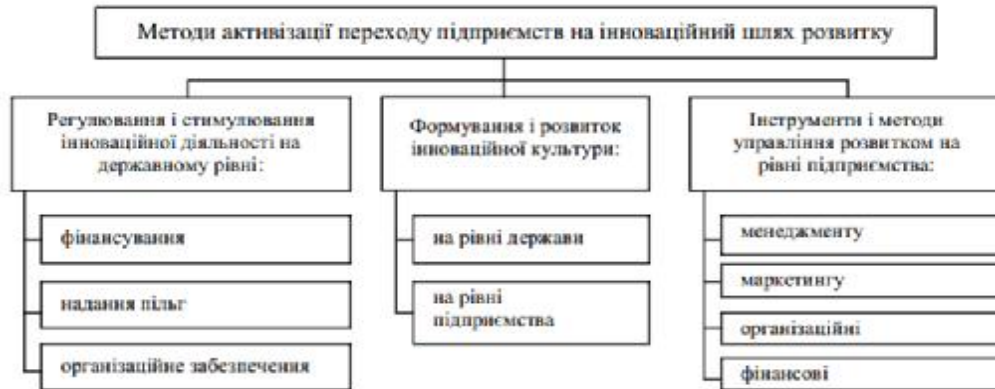 Методи активізації переходу підприємств на інноваційний шлях розвитку
Регулювання і стимулювання
інноваційної діяльності на
державному рівні:
фінансування
надання пільг
організаційне забезпечення
Формування і розвиток
інноваційної культури:
на рівні держави
на рівні
підприємства
Інструменти і методи
управління розвитком на
рівні підприємства:
менеджменту
маркетингу
організаційні
фінансові